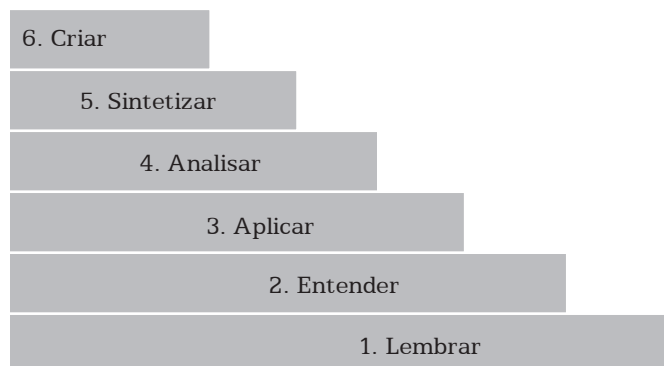 6. Criar
5. Sintetizar
4. Analisar
3. Aplicar
2. Entender
1. Lembrar